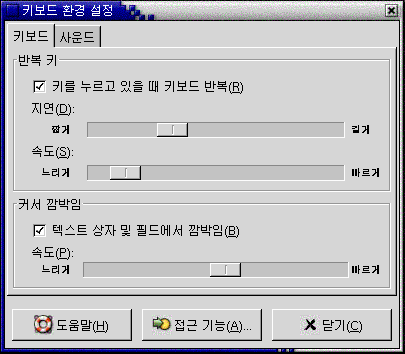 키보드 환경 설정
키보드 사운드
반복 키
키를 누르고 있을 때 키보드 반복(R)
지연(D):
짧게 길게
속도(S):
느리게 빠르게
커서 깜박임
텍스트 상자 및 필드에서 깜박임(B)
속도(P):
느리게 빠르게
도움말(H) 접근 기능(A)... 닫기(C)